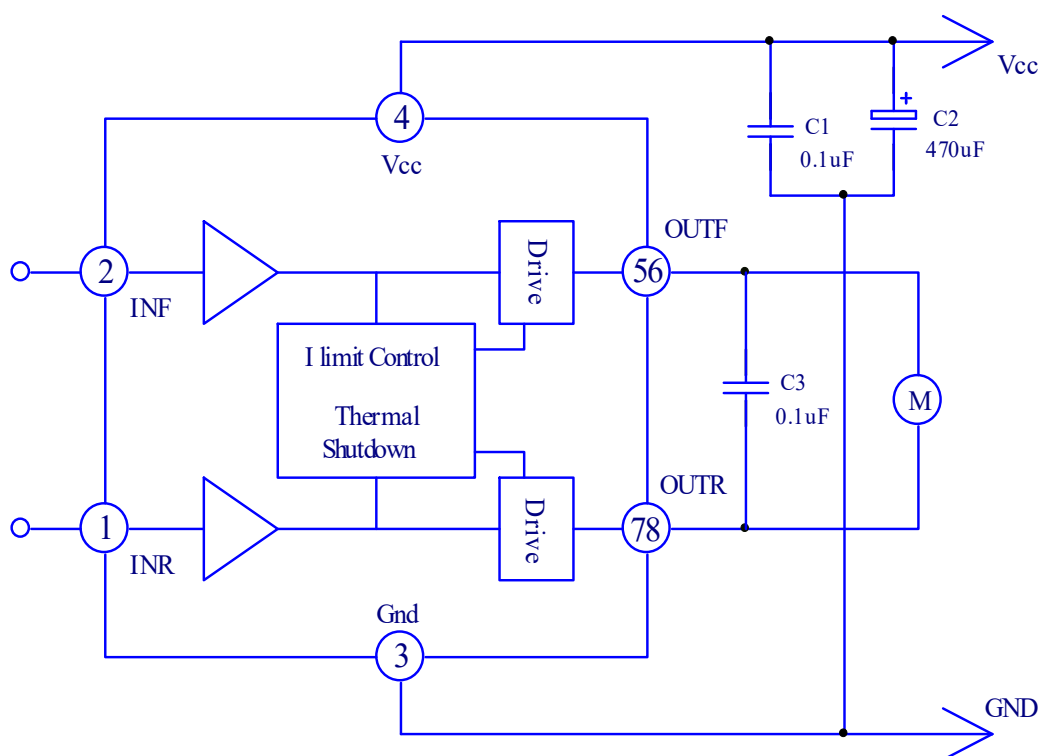 Vcc
4
Vcc
C1
0.1uF
+
C2
470uF
OUTF
2
INF
Drive
56
I limit Control
Thermal
Shutdown
C3
0.1uF
M
OUTR
1
INR
Drive
78
Gnd
3
GND